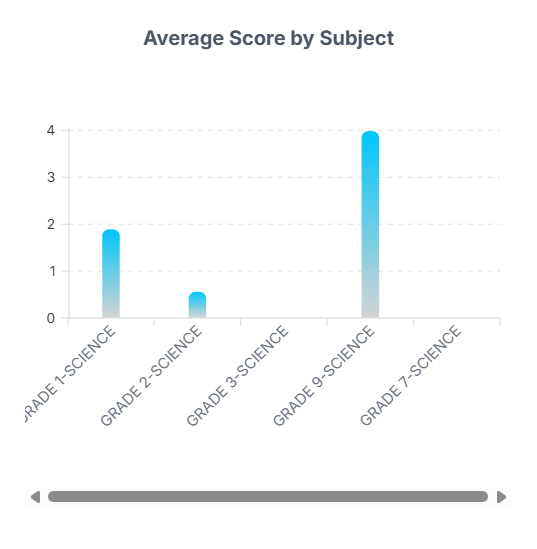 Average Score by Subject
4
3
2
1
0
RADE 1-SCIENCE
GRADE 2-SCIENCE
GRADE 3-SCIENCE
GRADE 9-SCIENCE
GRADE 7-SCIENCE